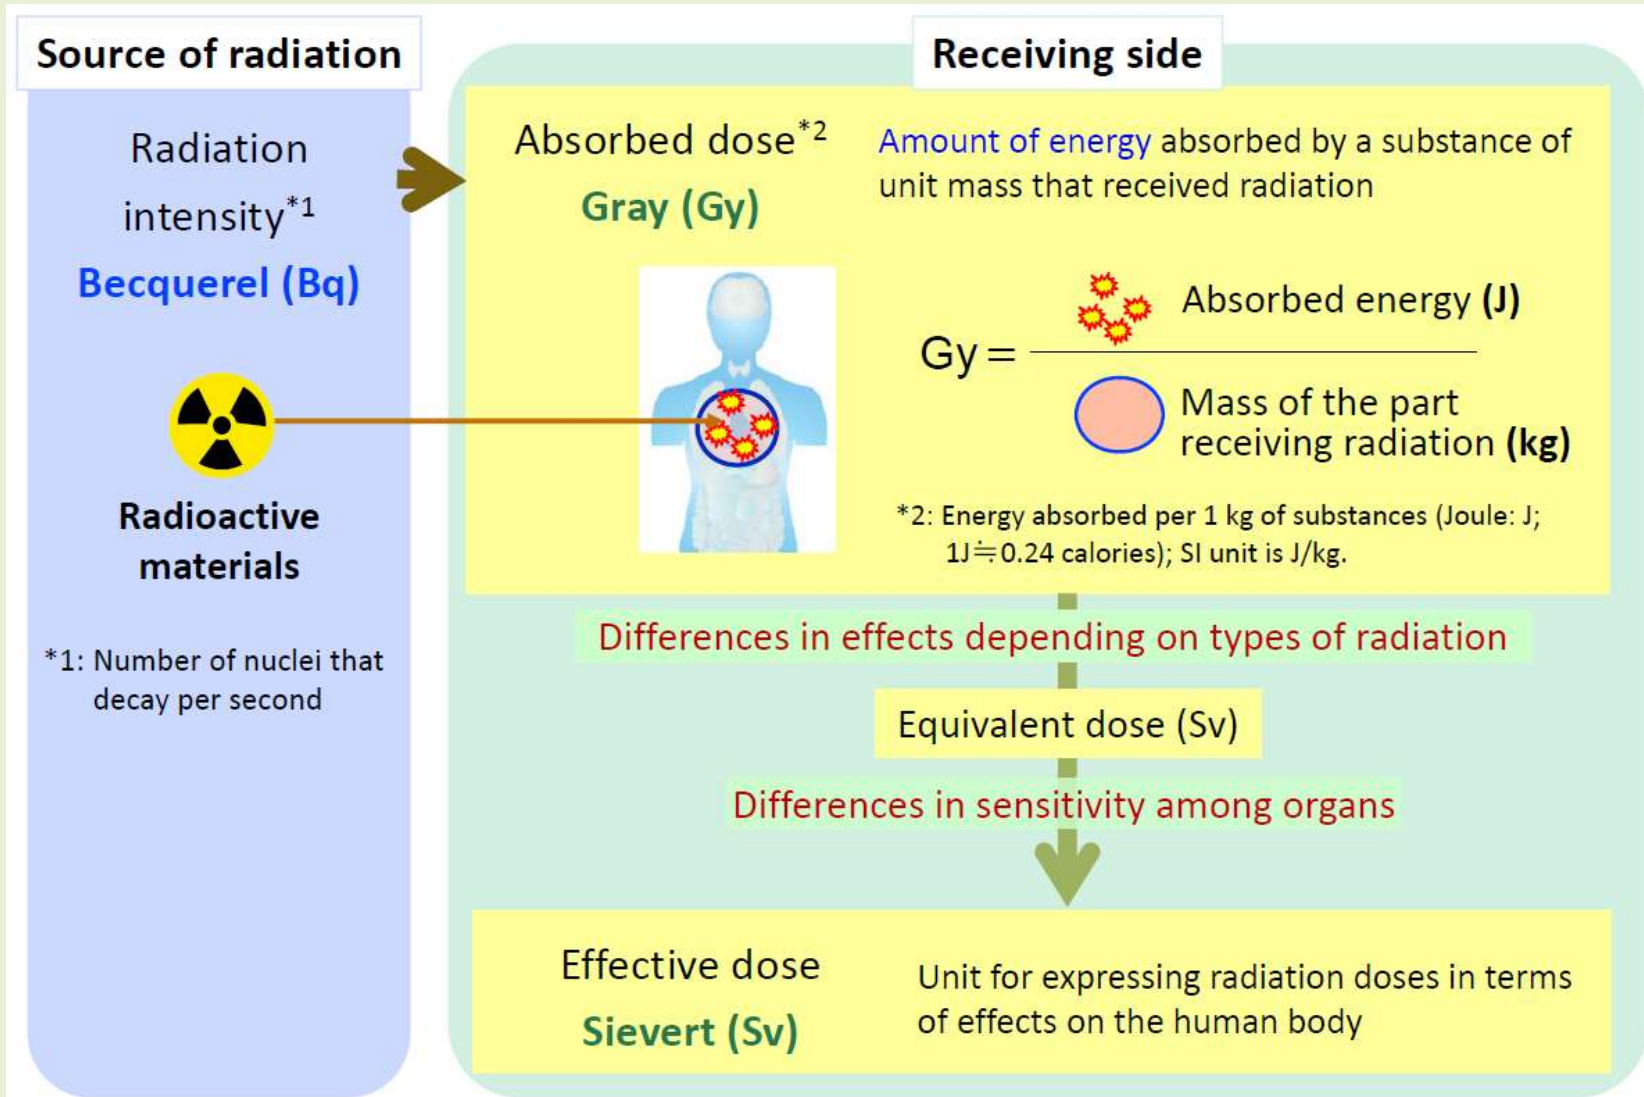 Source of radiation
Radiation
intensity*1
Becquerel (Bq)
Radioactive
materials
*1: Number of nuclei that
decay per second
Receiving side
Absorbed dose*2
Gray (Gy)
Amount of energy absorbed by a substance of
unit mass that received radiation
Gy =
Absorbed energy (J)
Mass of the part
receiving radiation (kg)
*2: Energy absorbed per 1 kg of substances (Joule: J;
1J≒0.24 calories); SI unit is J/kg.
Differences in effects depending on types of radiation
Equivalent dose (Sv)
Differences in sensitivity among organs
Effective dose
Sievert (Sv)
Unit for expressing radiation doses in terms
of effects on the human body